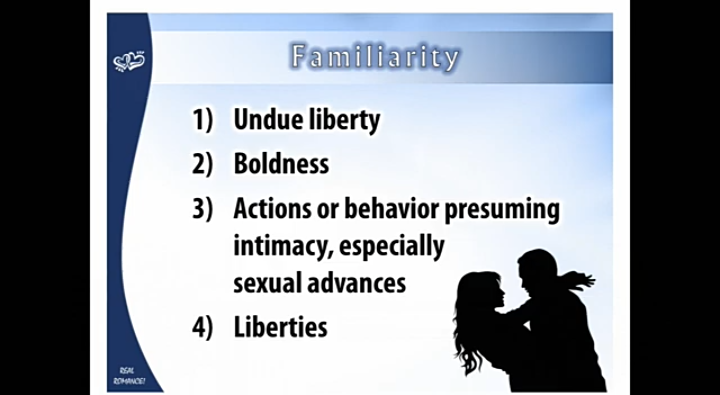 Familiarity
1) Undue liberty
2) Boldness
3) Actions or behavior presuming
intimacy, especially
sexual advances
4) Liberties
REAL
ROMANCE!